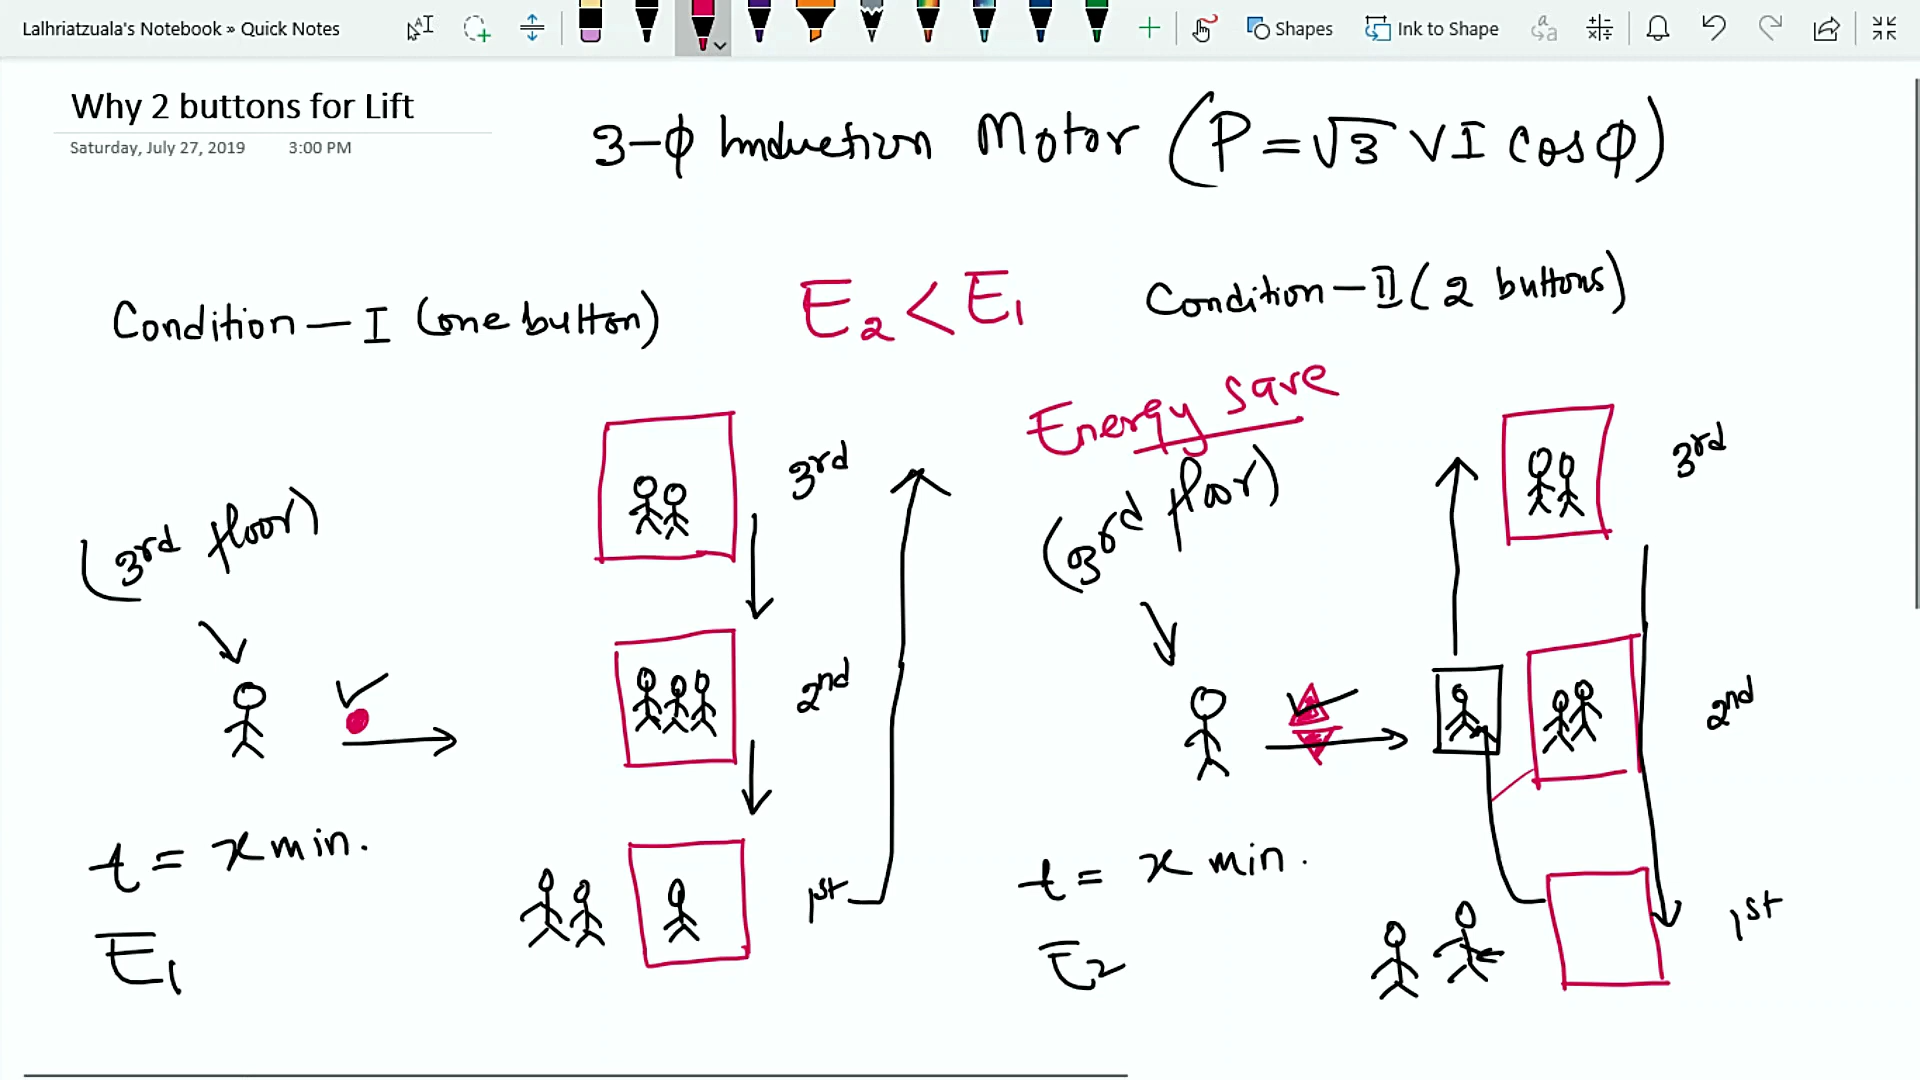 Lalhriatzuala's Notebook » Quick Notes
Shapes
Ink to Shape
Why 2 buttons for Lift
Saturday, July 27, 2019 3:00 PM
3-ϕ Induction Motor (P = √3 VI cosϕ)
Condition - I (one button)
E₂ < E₁
Condition - II (2 buttons)
Energy save
3rd
3rd
(3rd floor)
(3rd floor)
2nd
2nd
t = x min.
t = x min.
1st
1st
E₁
E₂